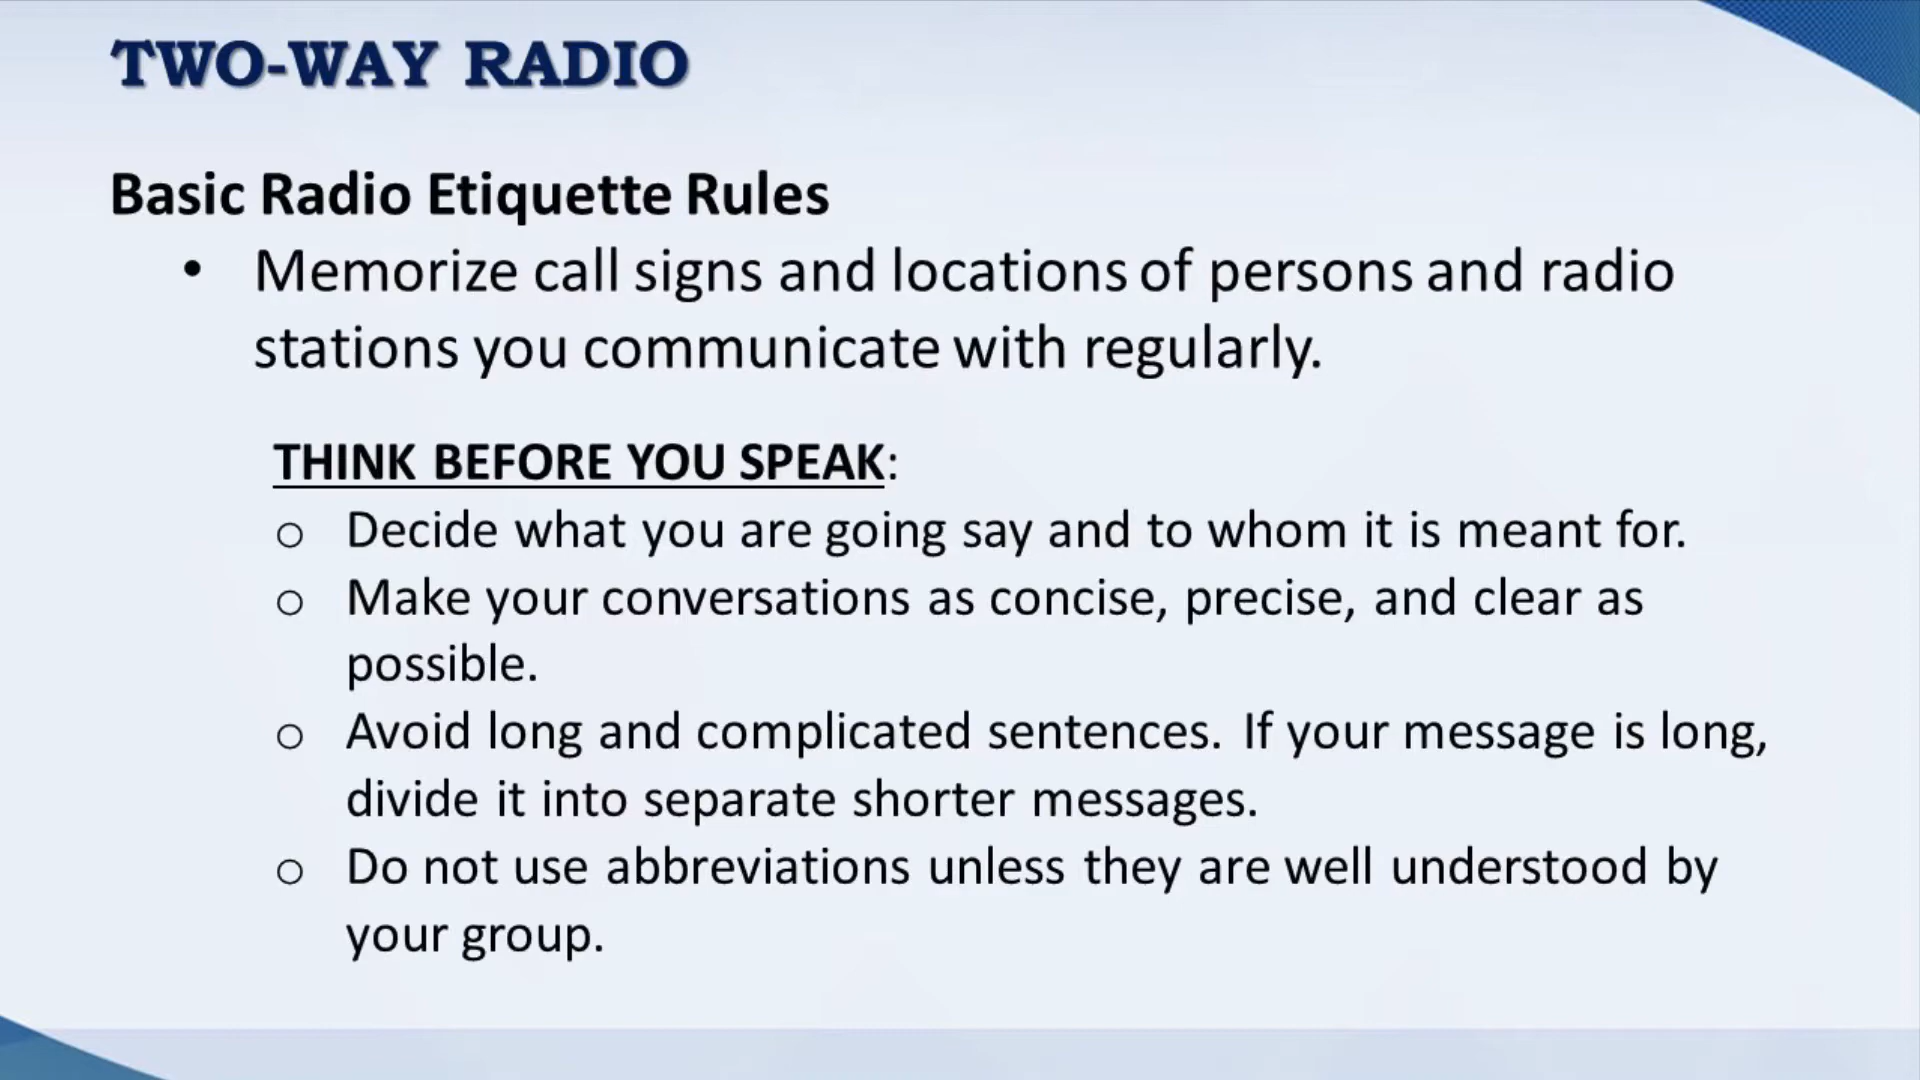 TWO-WAY RADIO
Basic Radio Etiquette Rules
• Memorize call signs and locations of persons and radio
stations you communicate with regularly.
THINK BEFORE YOU SPEAK:
o Decide what you are going say and to whom it is meant for.
o Make your conversations as concise, precise, and clear as
possible.
o Avoid long and complicated sentences. If your message is long,
divide it into separate shorter messages.
o Do not use abbreviations unless they are well understood by
your group.